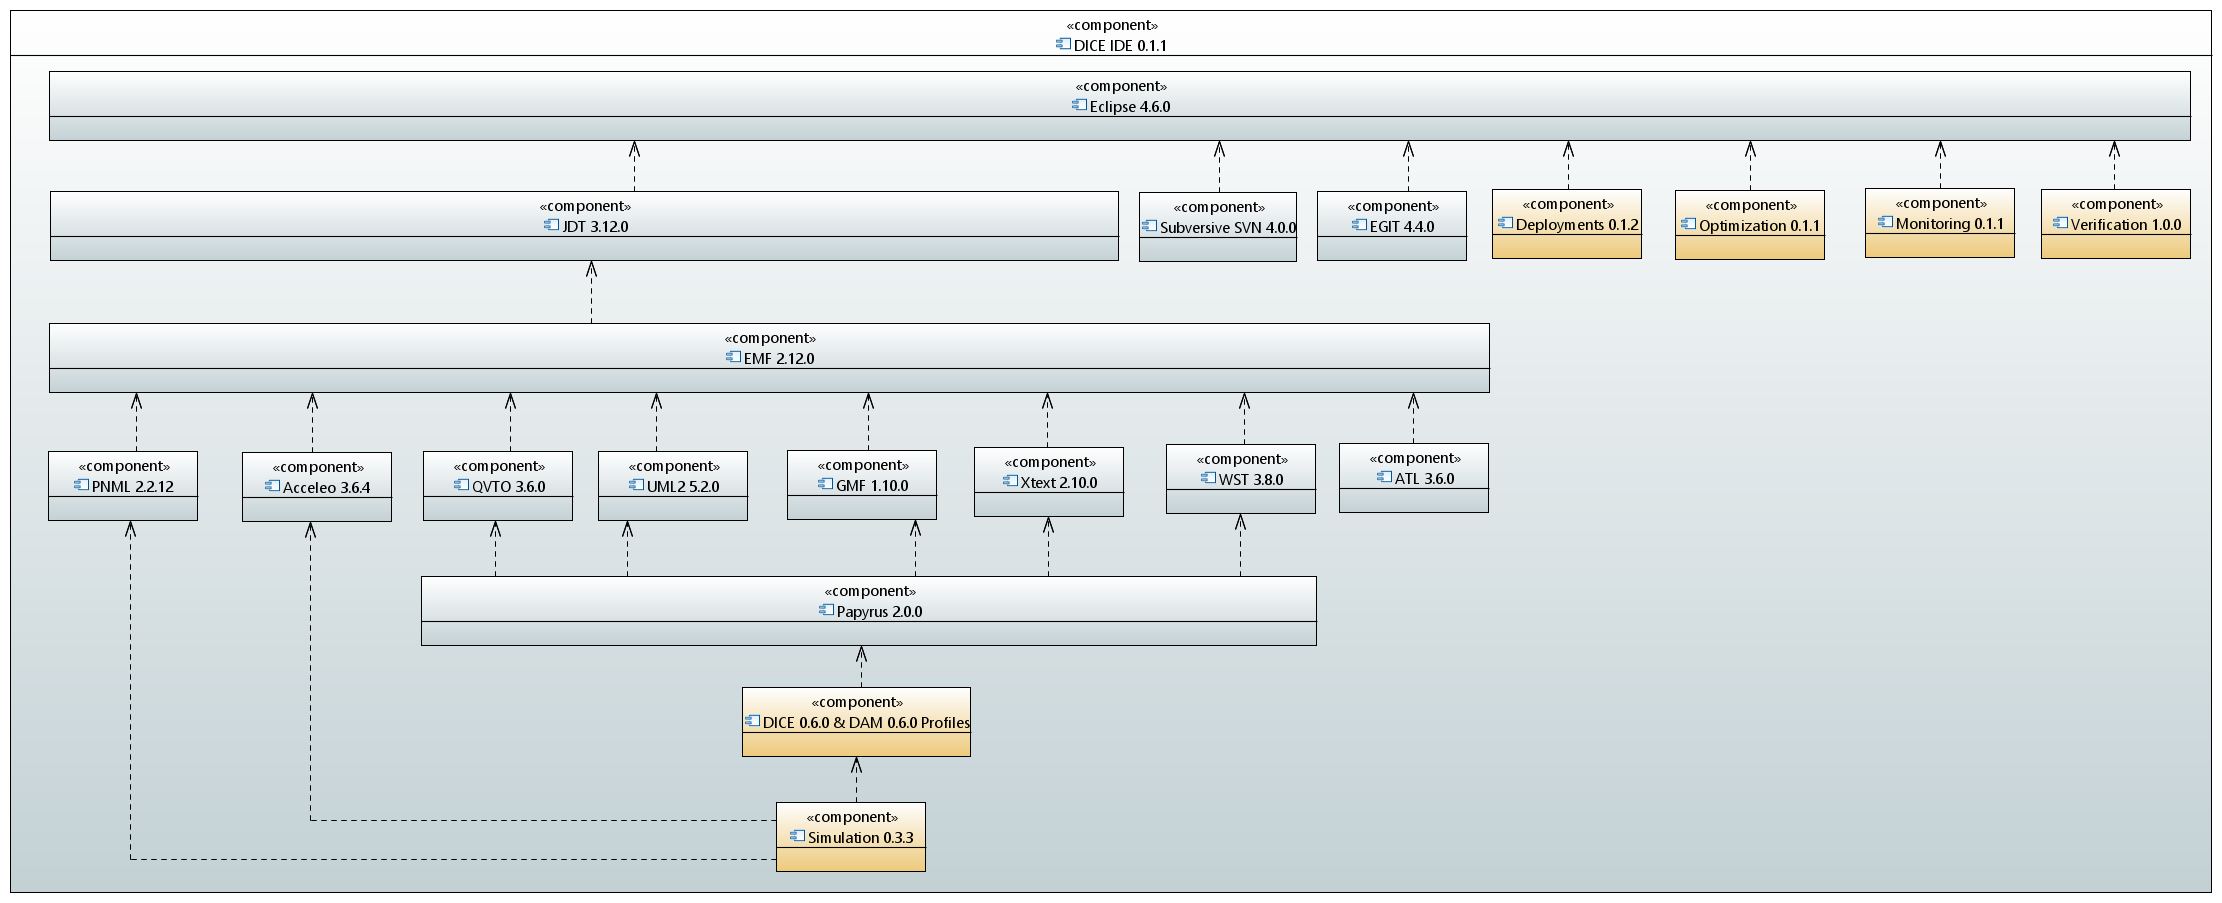 «component»
DICE IDE 0.1.1
«component»
Eclipse 4.6.0
«component»
JDT 3.12.0
«component»
Subversive SVN 4.0.0
«component»
EGIT 4.4.0
«component»
Deployments 0.1.2
«component»
Optimization 0.1.1
«component»
Monitoring 0.1.1
«component»
Verification 1.0.0
«component»
EMF 2.12.0
«component»
PNML 2.2.12
«component»
Acceleo 3.6.4
«component»
QVTO 3.6.0
«component»
UML2 5.2.0
«component»
GMF 1.10.0
«component»
Xtext 2.10.0
«component»
WST 3.8.0
«component»
ATL 3.6.0
«component»
Papyrus 2.0.0
«component»
DICE 0.6.0 & DAM 0.6.0 Profiles
«component»
Simulation 0.3.3